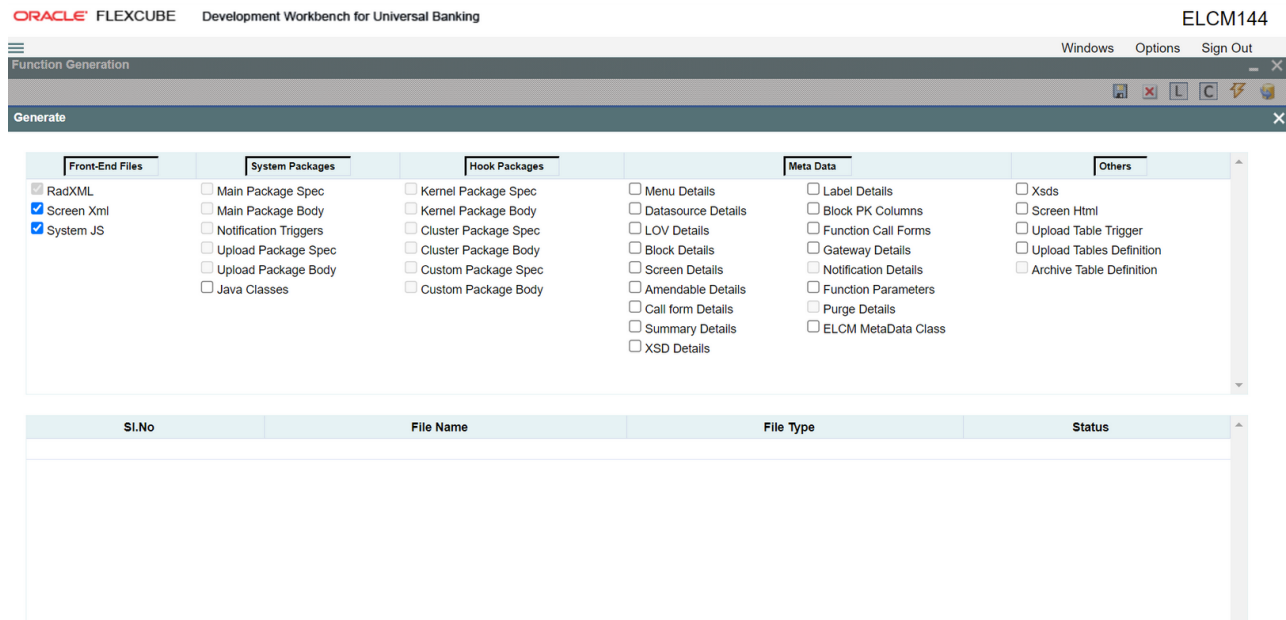 ORACLE® FLEXCUBE Development Workbench for Universal Banking ELCM144
Windows Options Sign Out
Function Generation
L C
Generate
Front-End Files System Packages Hook Packages Meta Data Others
RadXML Main Package Spec Kernel Package Spec Menu Details Label Details Xsds
Screen Xml Main Package Body Kernel Package Body Datasource Details Block PK Columns Screen Html
System JS Notification Triggers Cluster Package Spec LOV Details Function Call Forms Upload Table Trigger
Upload Package Spec Cluster Package Body Block Details Gateway Details Upload Tables Definition
Upload Package Body Custom Package Spec Screen Details Notification Details Archive Table Definition
Java Classes Custom Package Body Amendable Details Function Parameters
Call form Details Purge Details
Summary Details ELCM MetaData Class
XSD Details
Sl.No File Name File Type Status